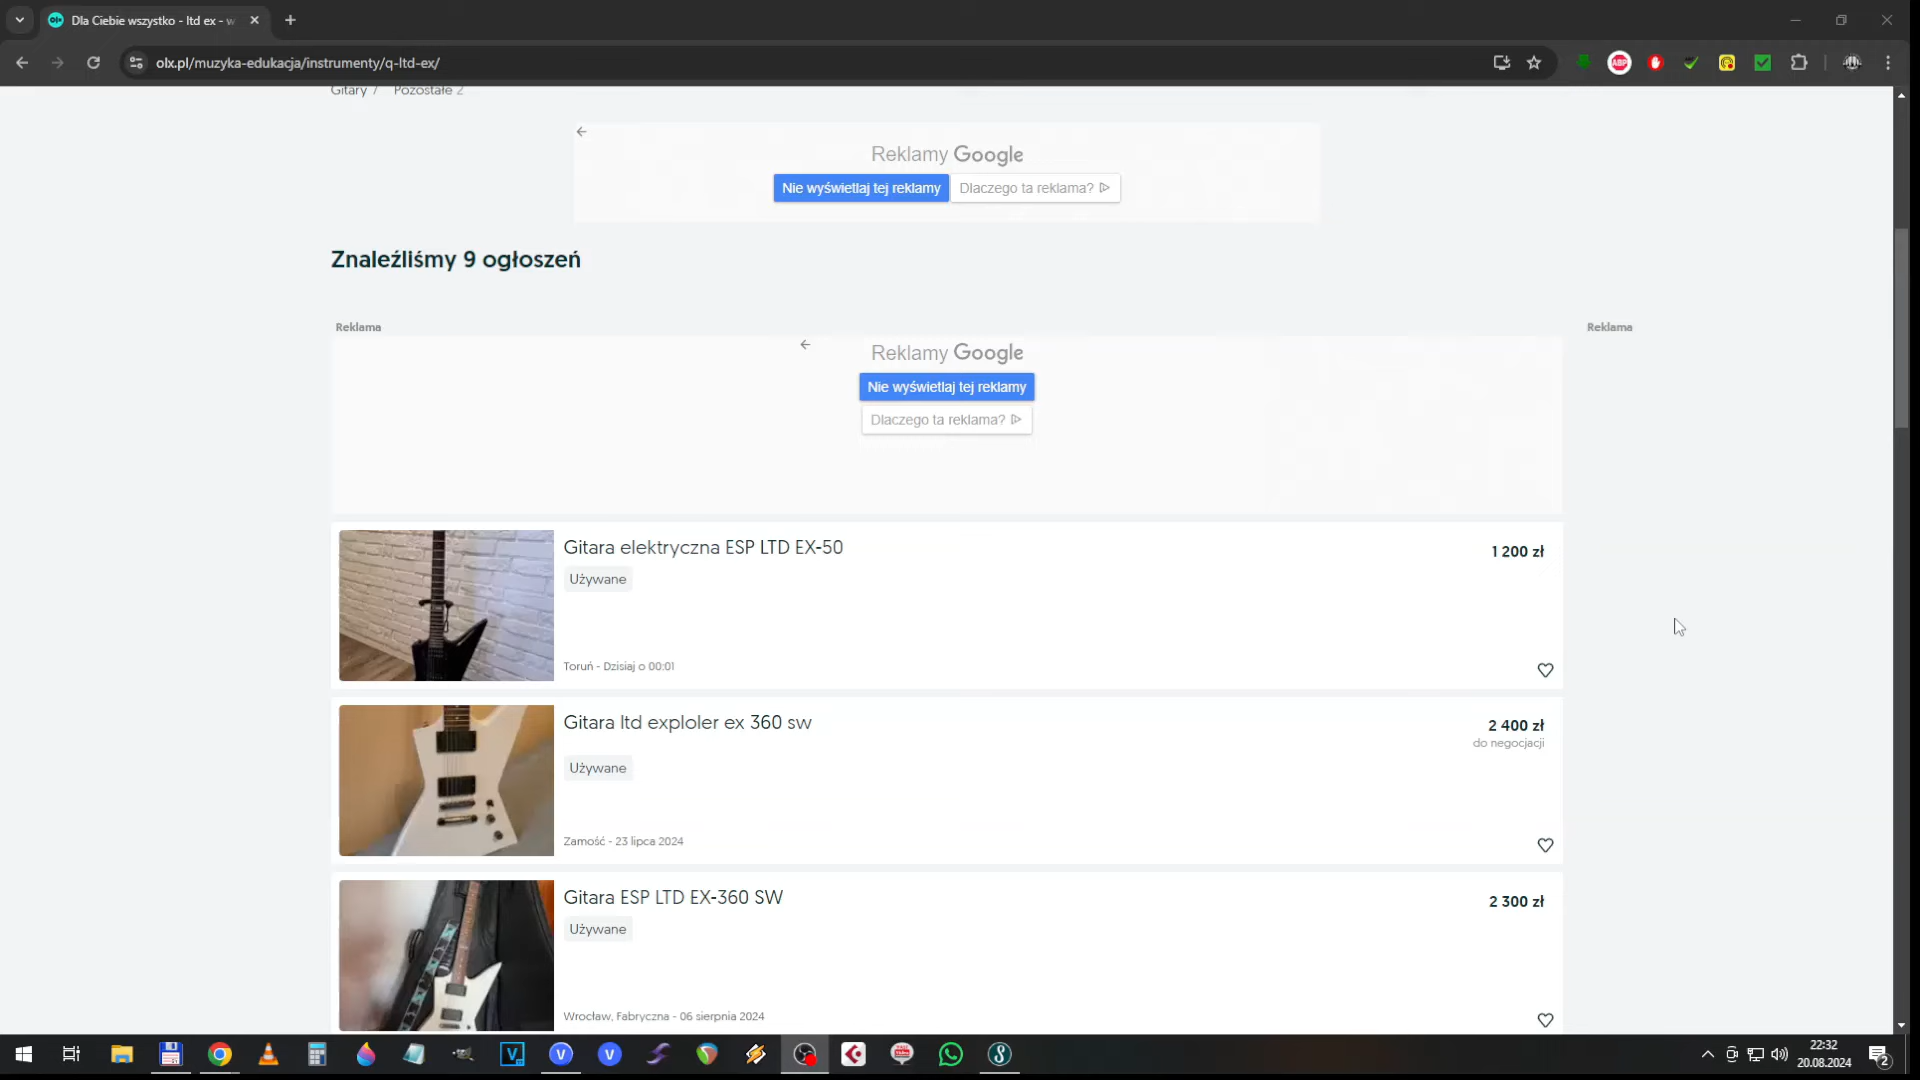 Dla Ciebie wszystko - ltd ex - w
olx.pl/muzyka-edukacja/instrumenty/q-ltd-ex/
ABP
Gitary / Pozostałe 2
Reklamy Google
Nie wyświetlaj tej reklamy
Dlaczego ta reklama?
Znaleźliśmy 9 ogłoszeń
Reklama
Reklama
Reklamy Google
Nie wyświetlaj tej reklamy
Dlaczego ta reklama?
Gitara elektryczna ESP LTD EX-50
1 200 zł
Używane
Toruń - Dzisiaj o 00:01
Gitara ltd exploler ex 360 sw
2 400 zł
do negocjacji
Używane
Zamość - 23 lipca 2024
Gitara ESP LTD EX-360 SW
2 300 zł
Używane
Wrocław, Fabryczna - 06 sierpnia 2024
22:32
20.08.2024
2